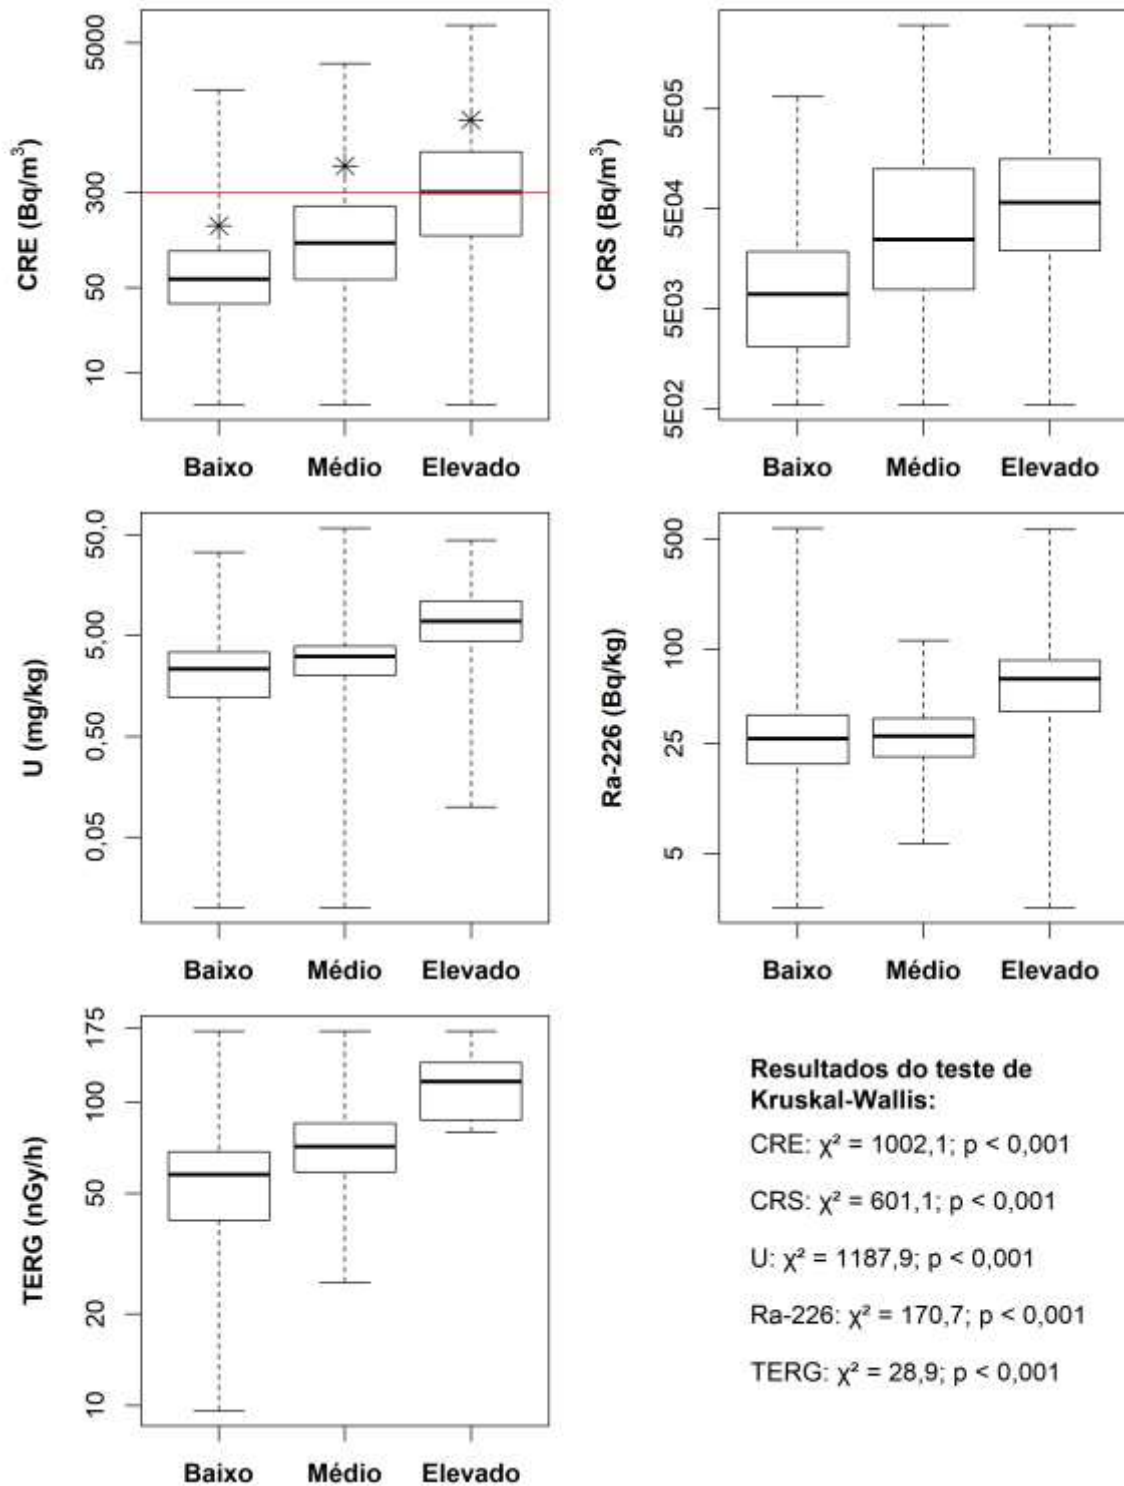 CRE (Bq/m³)
5000
300
50
10
Baixo Médio Elevado
CRS (Bq/m³)
5E05
5E04
5E03
5E02
Baixo Médio Elevado
U (mg/kg)
50,0
5,00
0,50
0,05
Baixo Médio Elevado
Ra-226 (Bq/kg)
500
100
25
5
Baixo Médio Elevado
TERG (nGy/h)
175
100
50
20
10
Baixo Médio Elevado
Resultados do teste de
Kruskal-Wallis:
CRE: χ² = 1002,1; p < 0,001
CRS: χ² = 601,1; p < 0,001
U: χ² = 1187,9; p < 0,001
Ra-226: χ² = 170,7; p < 0,001
TERG: χ² = 28,9; p < 0,001